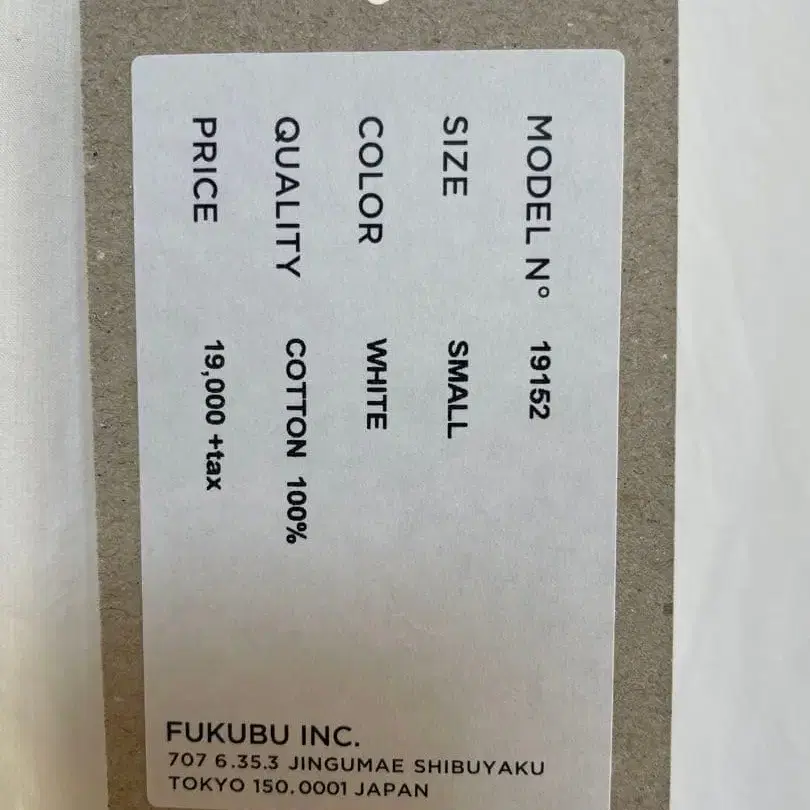 MODEL N° 19152
SIZE SMALL
COLOR WHITE
QUALITY COTTON 100%
PRICE 19,000 +tax
FUKUBU INC.
707 6.35.3 JINGUMAE SHIBUYAKU
TOKYO 150.0001 JAPAN